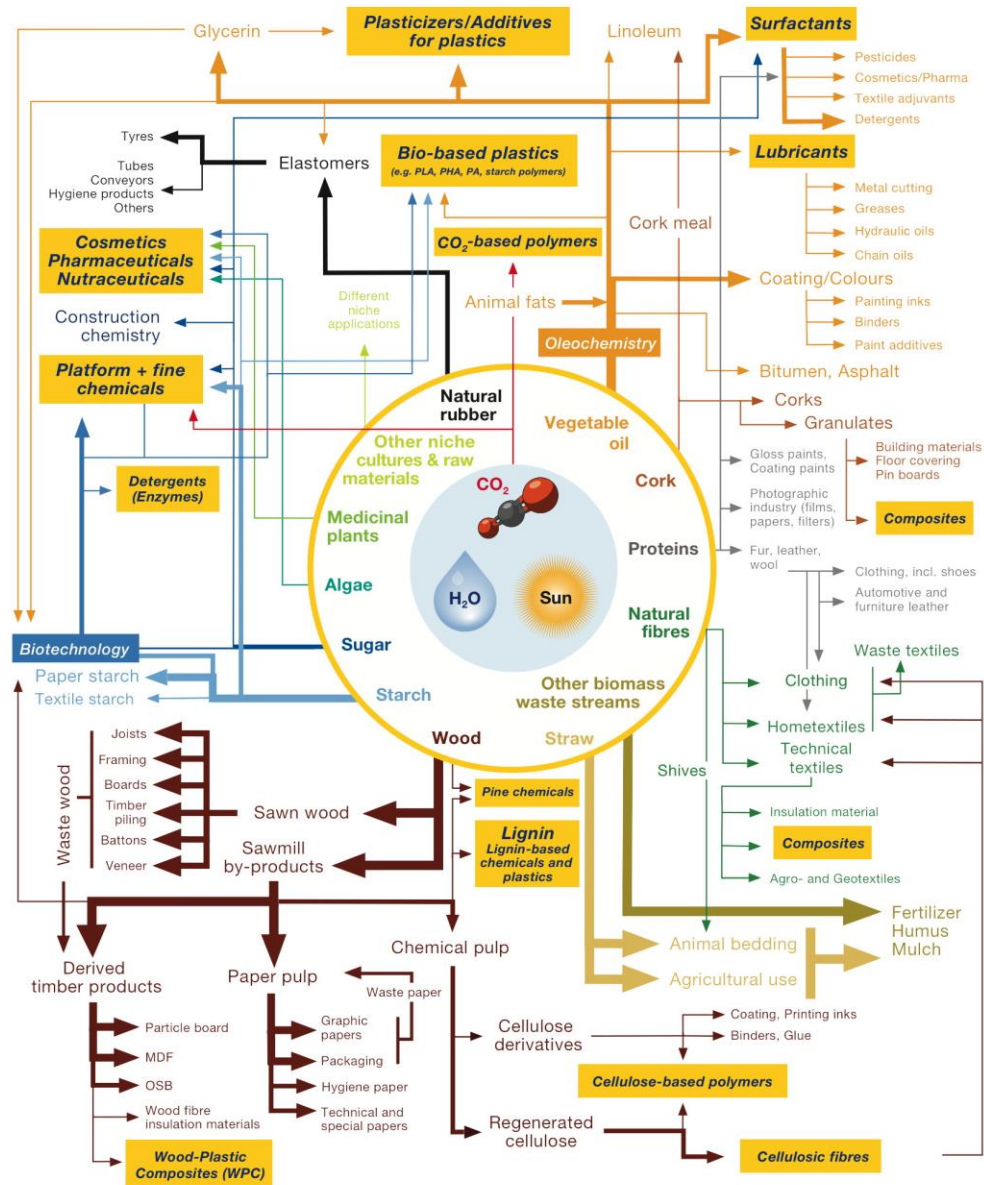 Glycerin
Plasticizers/Additives
for plastics
Linoleum
Surfactants
Pesticides
Cosmetics/Pharma
Textile adjuvants
Detergents
Tyres
Tubes
Conveyors
Hygiene products
Others
Elastomers
Bio-based plastics
(e.g. PLA, PHA, PA, starch polymers)
Lubricants
Metal cutting
Greases
Hydraulic oils
Chain oils
Cork meal
Cosmetics
Pharmaceuticals
Nutraceuticals
CO₂-based polymers
Different
niche
applications
Animal fats
Coating/Colours
Painting inks
Binders
Paint additives
Construction
chemistry
Oleochemistry
Platform + fine
chemicals
Bitumen, Asphalt
Corks
Granulates
Building materials
Floor covering
Pin boards
Composites
Natural
rubber
Vegetable
oil
Other niche
cultures & raw
materials
Cork
CO₂
Gloss paints,
Coating paints
Photographic
industry (films,
papers, filters)
Detergents
(Enzymes)
Medicinal
plants
Proteins
Fur, leather,
wool
Clothing, incl. shoes
Automotive and
furniture leather
Algae
H₂O
Sun
Natural
fibres
Biotechnology
Sugar
Waste textiles
Paper starch
Textile starch
Starch
Other biomass
waste streams
Clothing
Hometextiles
Technical
textiles
Wood
Straw
Shives
Waste wood
Joists
Framing
Boards
Timber
piling
Battons
Veneer
Sawn wood
Sawmill
by-products
Pine chemicals
Lignin
Lignin-based
chemicals and
plastics
Insulation material
Composites
Agro- and Geotextiles
Fertilizer
Humus
Mulch
Animal bedding
Agricultural use
Derived
timber products
Paper pulp
Chemical pulp
Waste paper
Particle board
MDF
OSB
Wood fibre
insulation materials
Wood-Plastic
Composites (WPC)
Graphic
papers
Packaging
Hygiene paper
Technical and
special papers
Cellulose
derivatives
Coating, Printing inks
Binders, Glue
Cellulose-based polymers
Regenerated
cellulose
Cellulosic fibres